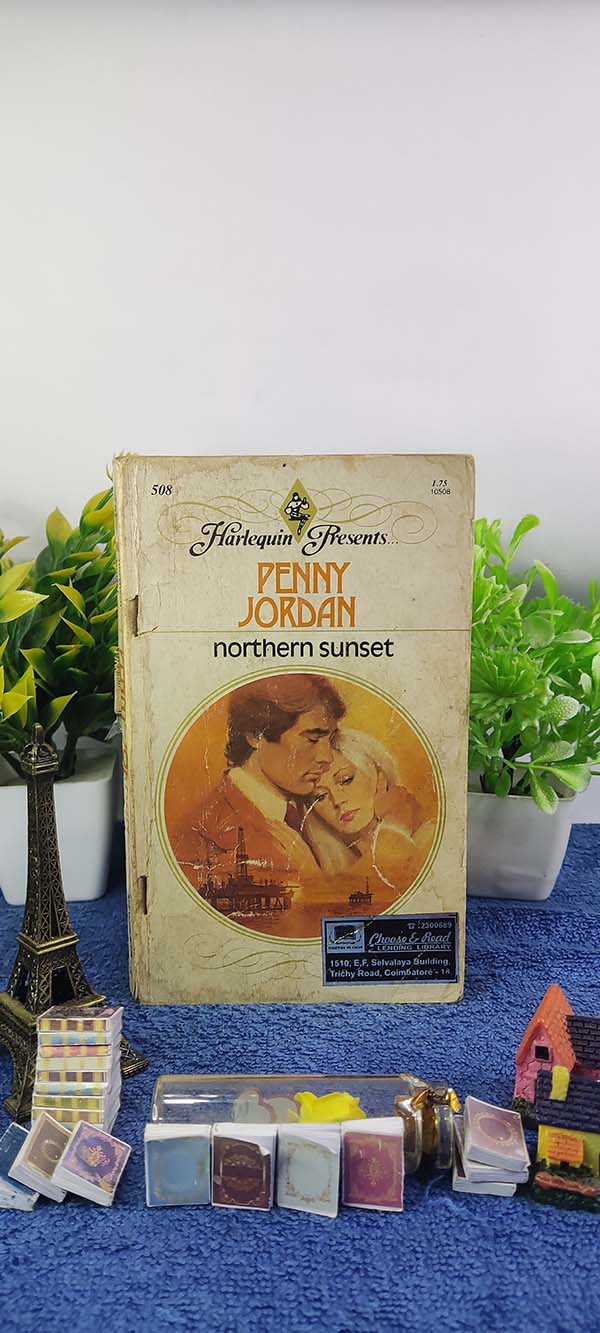 508
1.75
10508
Harlequin Presents...
PENNY
JORDAN
northern sunset
☎:2300689
Choose & Read
LENDING LIBRARY
1510, E,F, Selvalaya Building,
Trichy Road, Coimbatore - 18